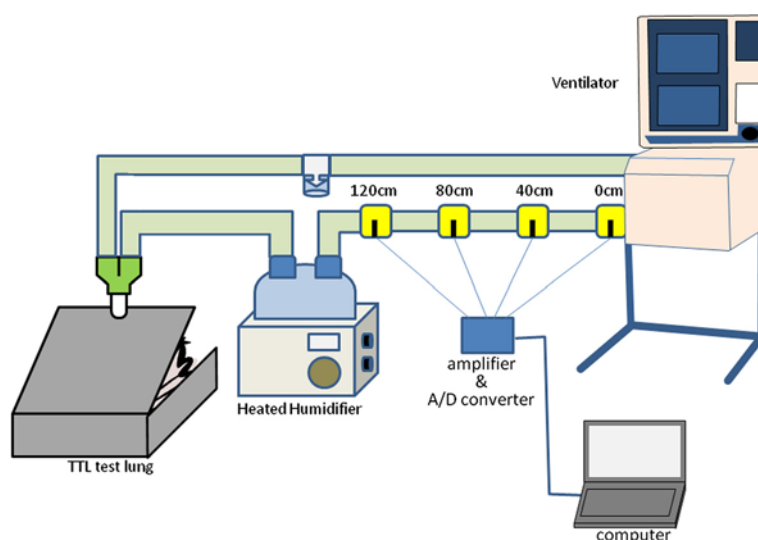 Ventilator
120cm 80cm 40cm 0cm
amplifier
&
A/D converter
Heated Humidifier
TTL test lung
computer